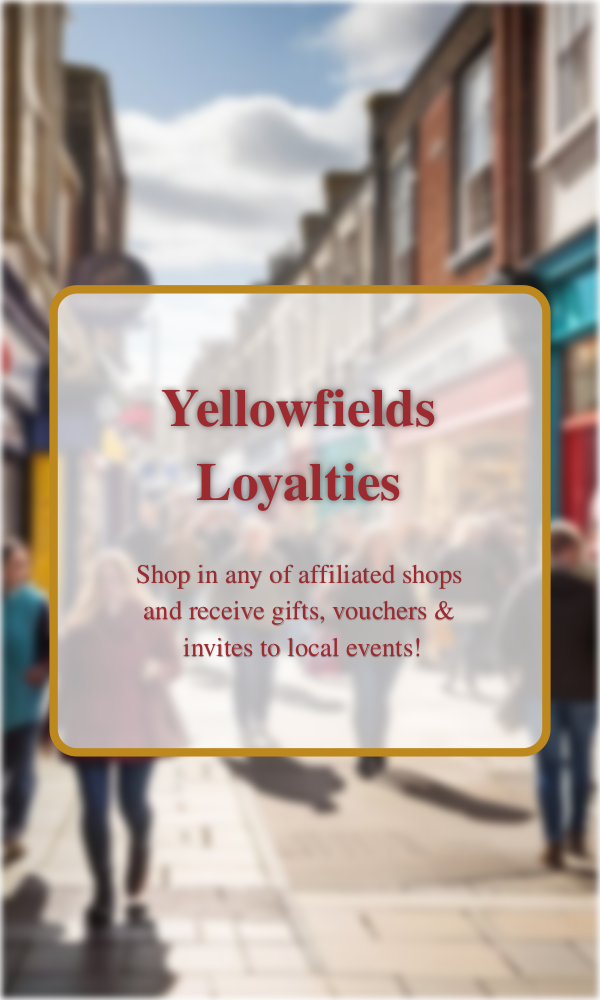 Yellowfields
Loyalties
Shop in any of affiliated shops
and receive gifts, vouchers &
invites to local events!